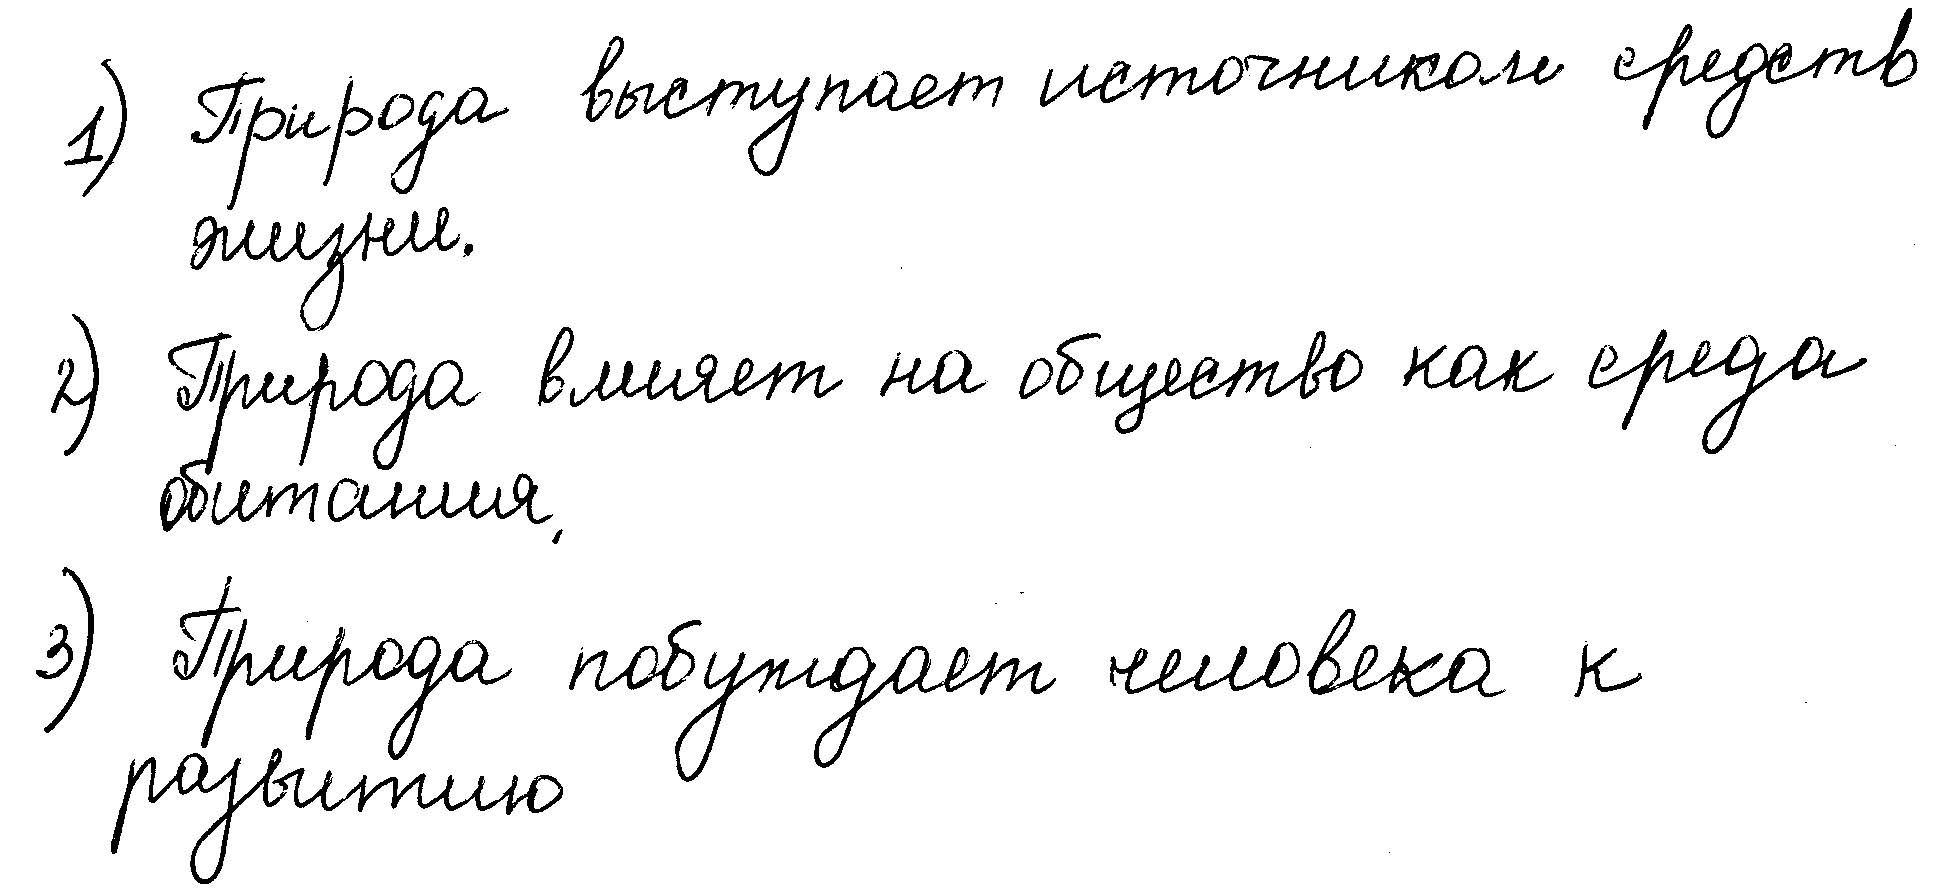 1) Природа выступает источником средств
жизни.
2) Природа влияет на общество как среда
обитания.
3) Природа побуждает человека к
развитию